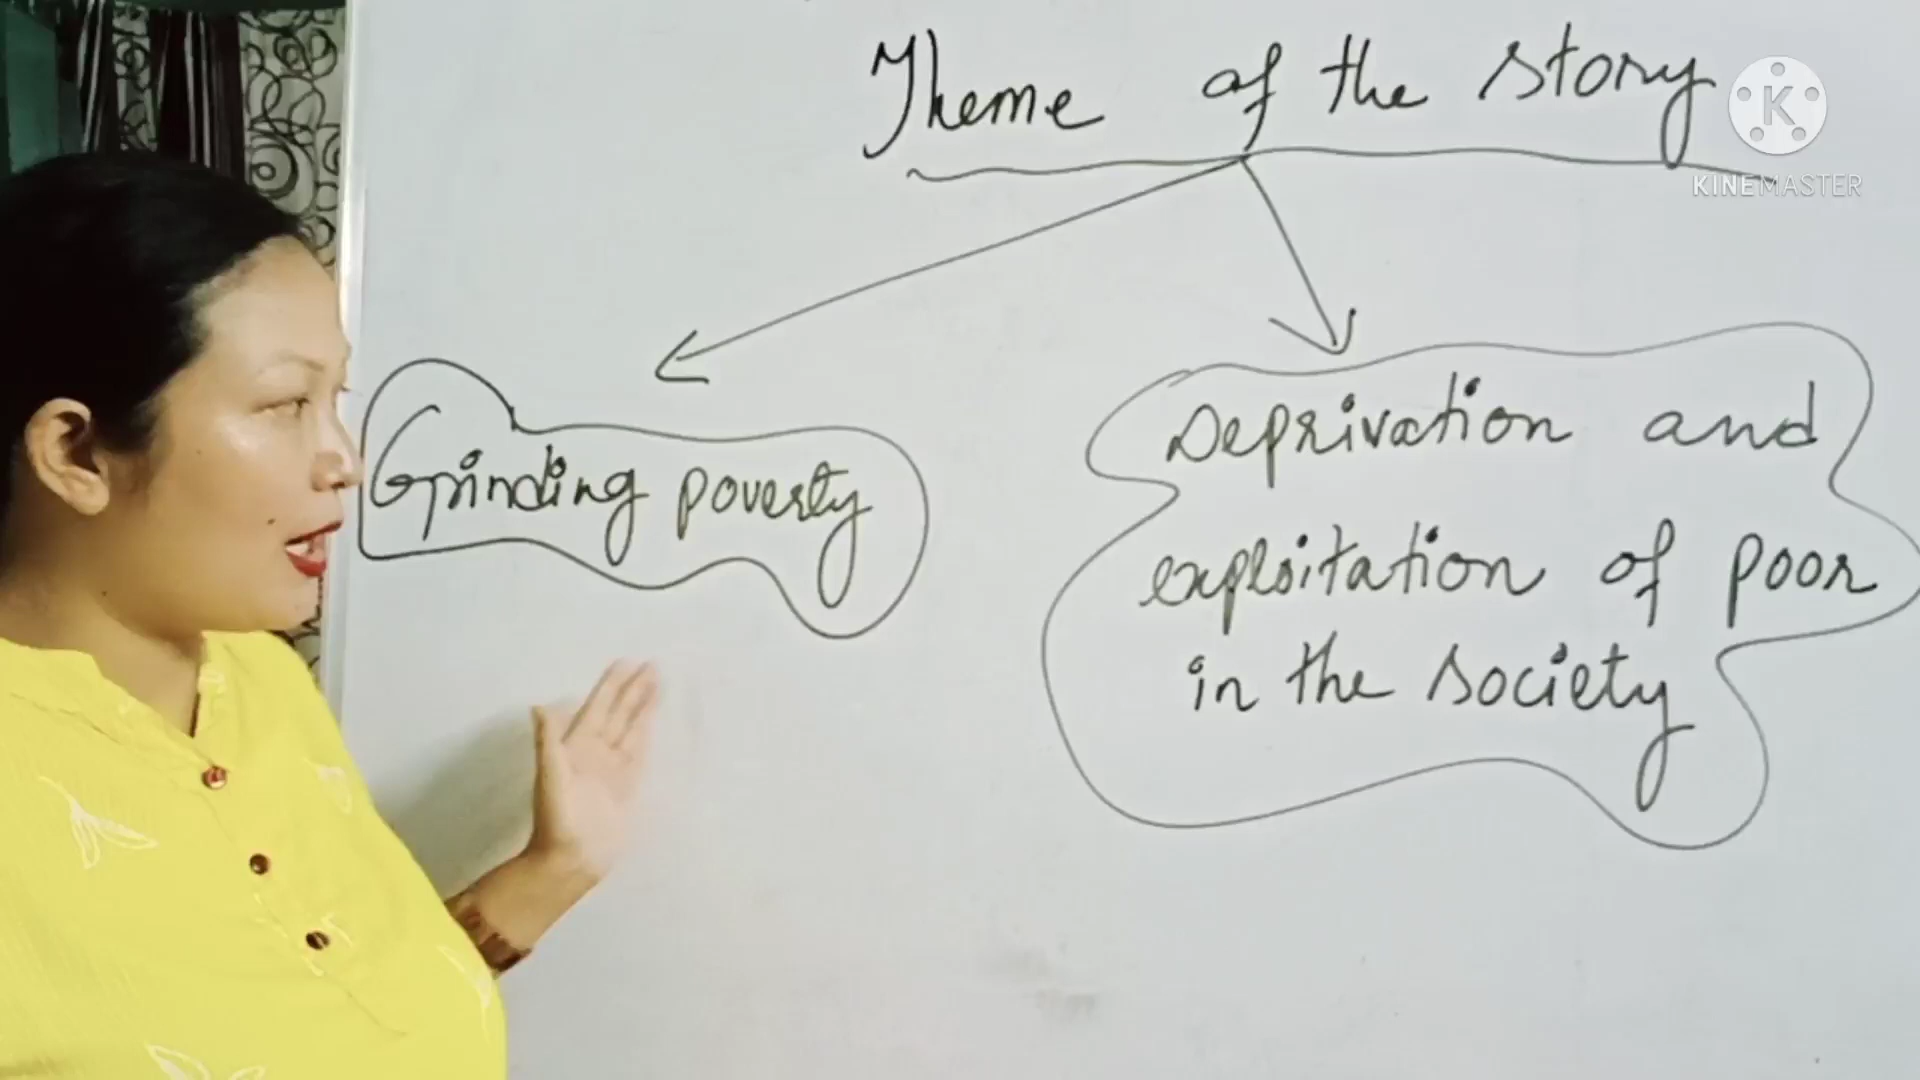 Theme of the story
KINEMASTER
Grinding poverty
Deprivation and
exploitation of poor
in the society